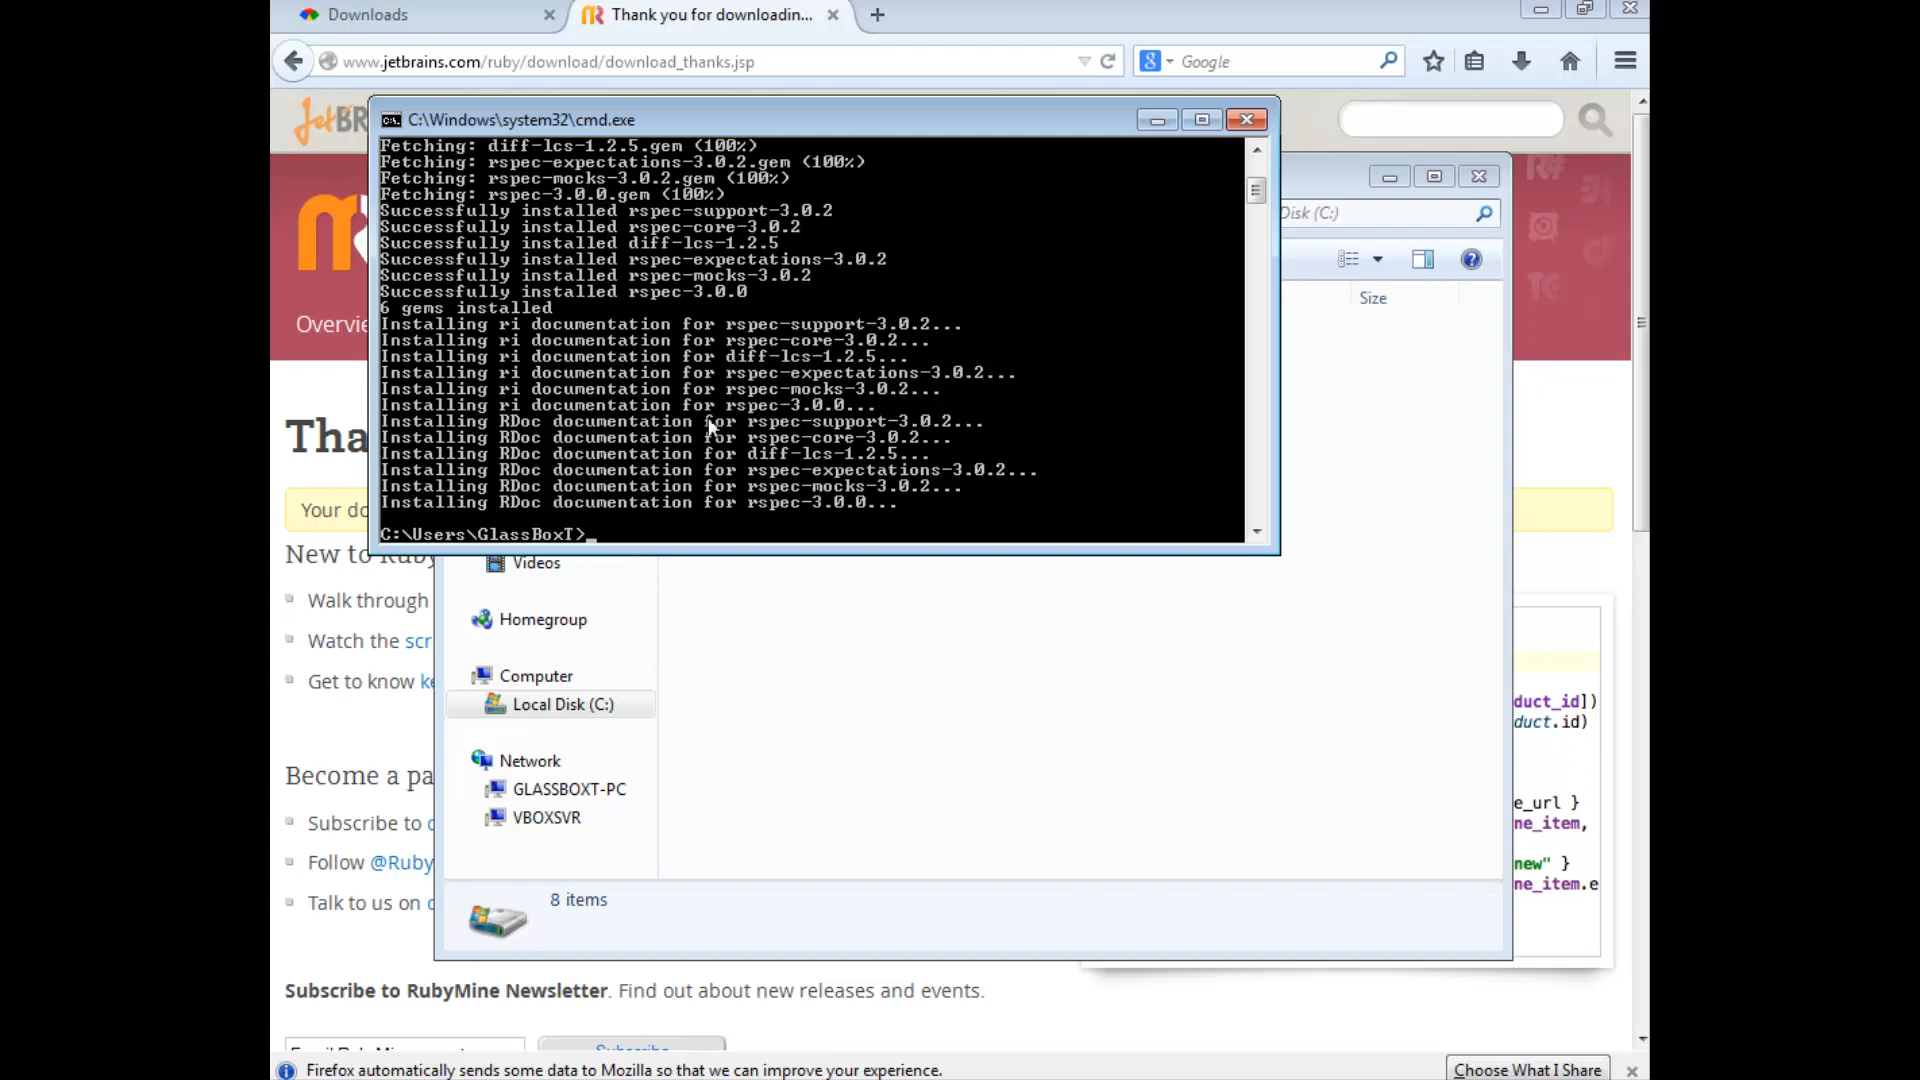 Downloads
Thank you for downloadin...
www.jetbrains.com/ruby/download/download_thanks.jsp
Google
JetBR
C:\Windows\system32\cmd.exe
Fetching: diff-lcs-1.2.5.gem (100%)
Fetching: rspec-expectations-3.0.2.gem (100%)
Fetching: rspec-mocks-3.0.2.gem (100%)
Fetching: rspec-3.0.0.gem (100%)
Successfully installed rspec-support-3.0.2
Successfully installed rspec-core-3.0.2
Successfully installed diff-lcs-1.2.5
Successfully installed rspec-expectations-3.0.2
Successfully installed rspec-mocks-3.0.2
Successfully installed rspec-3.0.0
6 gems installed
Installing ri documentation for rspec-support-3.0.2...
Installing ri documentation for rspec-core-3.0.2...
Installing ri documentation for diff-lcs-1.2.5...
Installing ri documentation for rspec-expectations-3.0.2...
Installing ri documentation for rspec-mocks-3.0.2...
Installing ri documentation for rspec-3.0.0...
Installing RDoc documentation for rspec-support-3.0.2...
Installing RDoc documentation for rspec-core-3.0.2...
Installing RDoc documentation for diff-lcs-1.2.5...
Installing RDoc documentation for rspec-expectations-3.0.2...
Installing RDoc documentation for rspec-mocks-3.0.2...
Installing RDoc documentation for rspec-3.0.0...
C:\Users\GlassBoxT>_
Disk (C:)
Size
Overvie
Tha
Your do
New to Ruby
Walk through
Watch the scr
Get to know ke
Become a pa
Subscribe to
Follow @Ruby
Talk to us on
Videos
Homegroup
Computer
Local Disk (C:)
Network
GLASSBOXT-PC
VBOXSVR
8 items
duct_id])
duct.id)
e_url }
ne_item,
new" }
ne_item.e
Subscribe to RubyMine Newsletter. Find out about new releases and events.
Firefox automatically sends some data to Mozilla so that we can improve your experience.
Choose What I Share